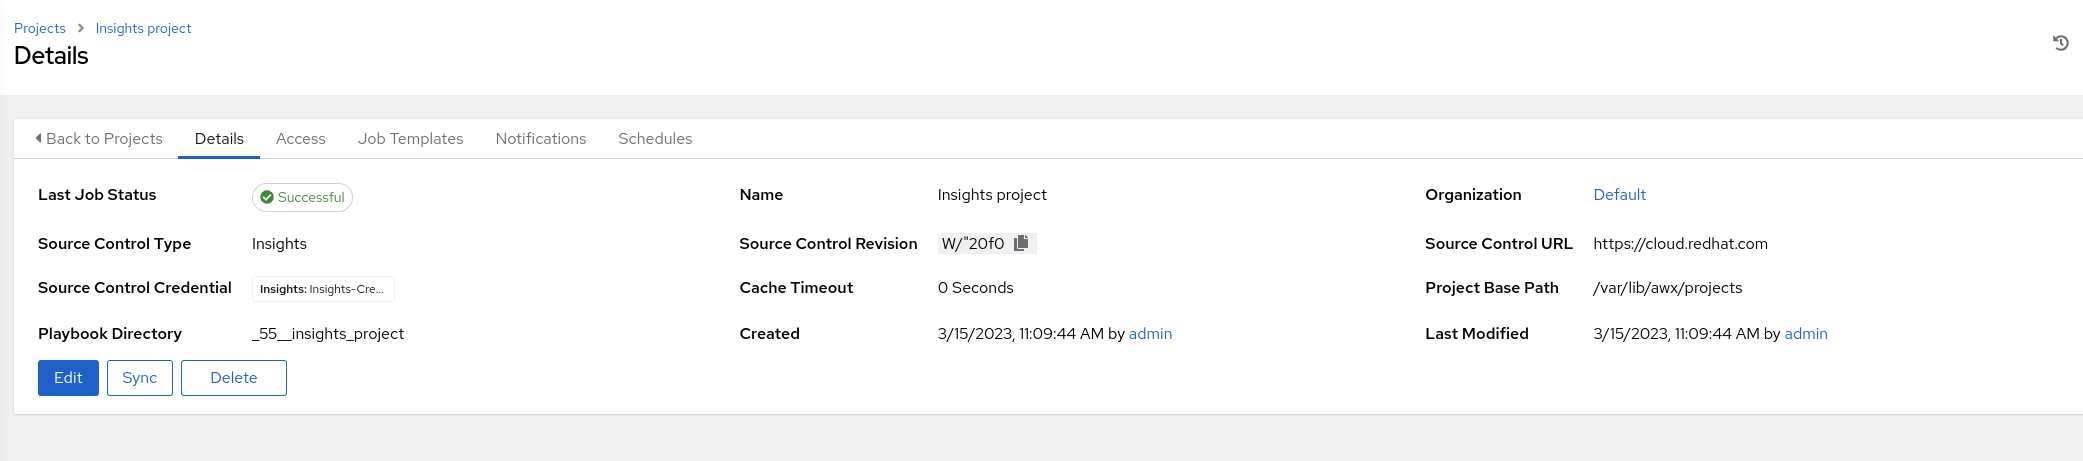 Projects > Insights project
Details
Back to Projects Details Access Job Templates Notifications Schedules
Last Job Status Successful Name Insights project Organization Default
Source Control Type Insights Source Control Revision W/"20f0 Source Control URL https://cloud.redhat.com
Source Control Credential Insights: Insights-Cre... Cache Timeout 0 Seconds Project Base Path /var/lib/awx/projects
Playbook Directory _55__insights_project Created 3/15/2023, 11:09:44 AM by admin Last Modified 3/15/2023, 11:09:44 AM by admin
Edit Sync Delete